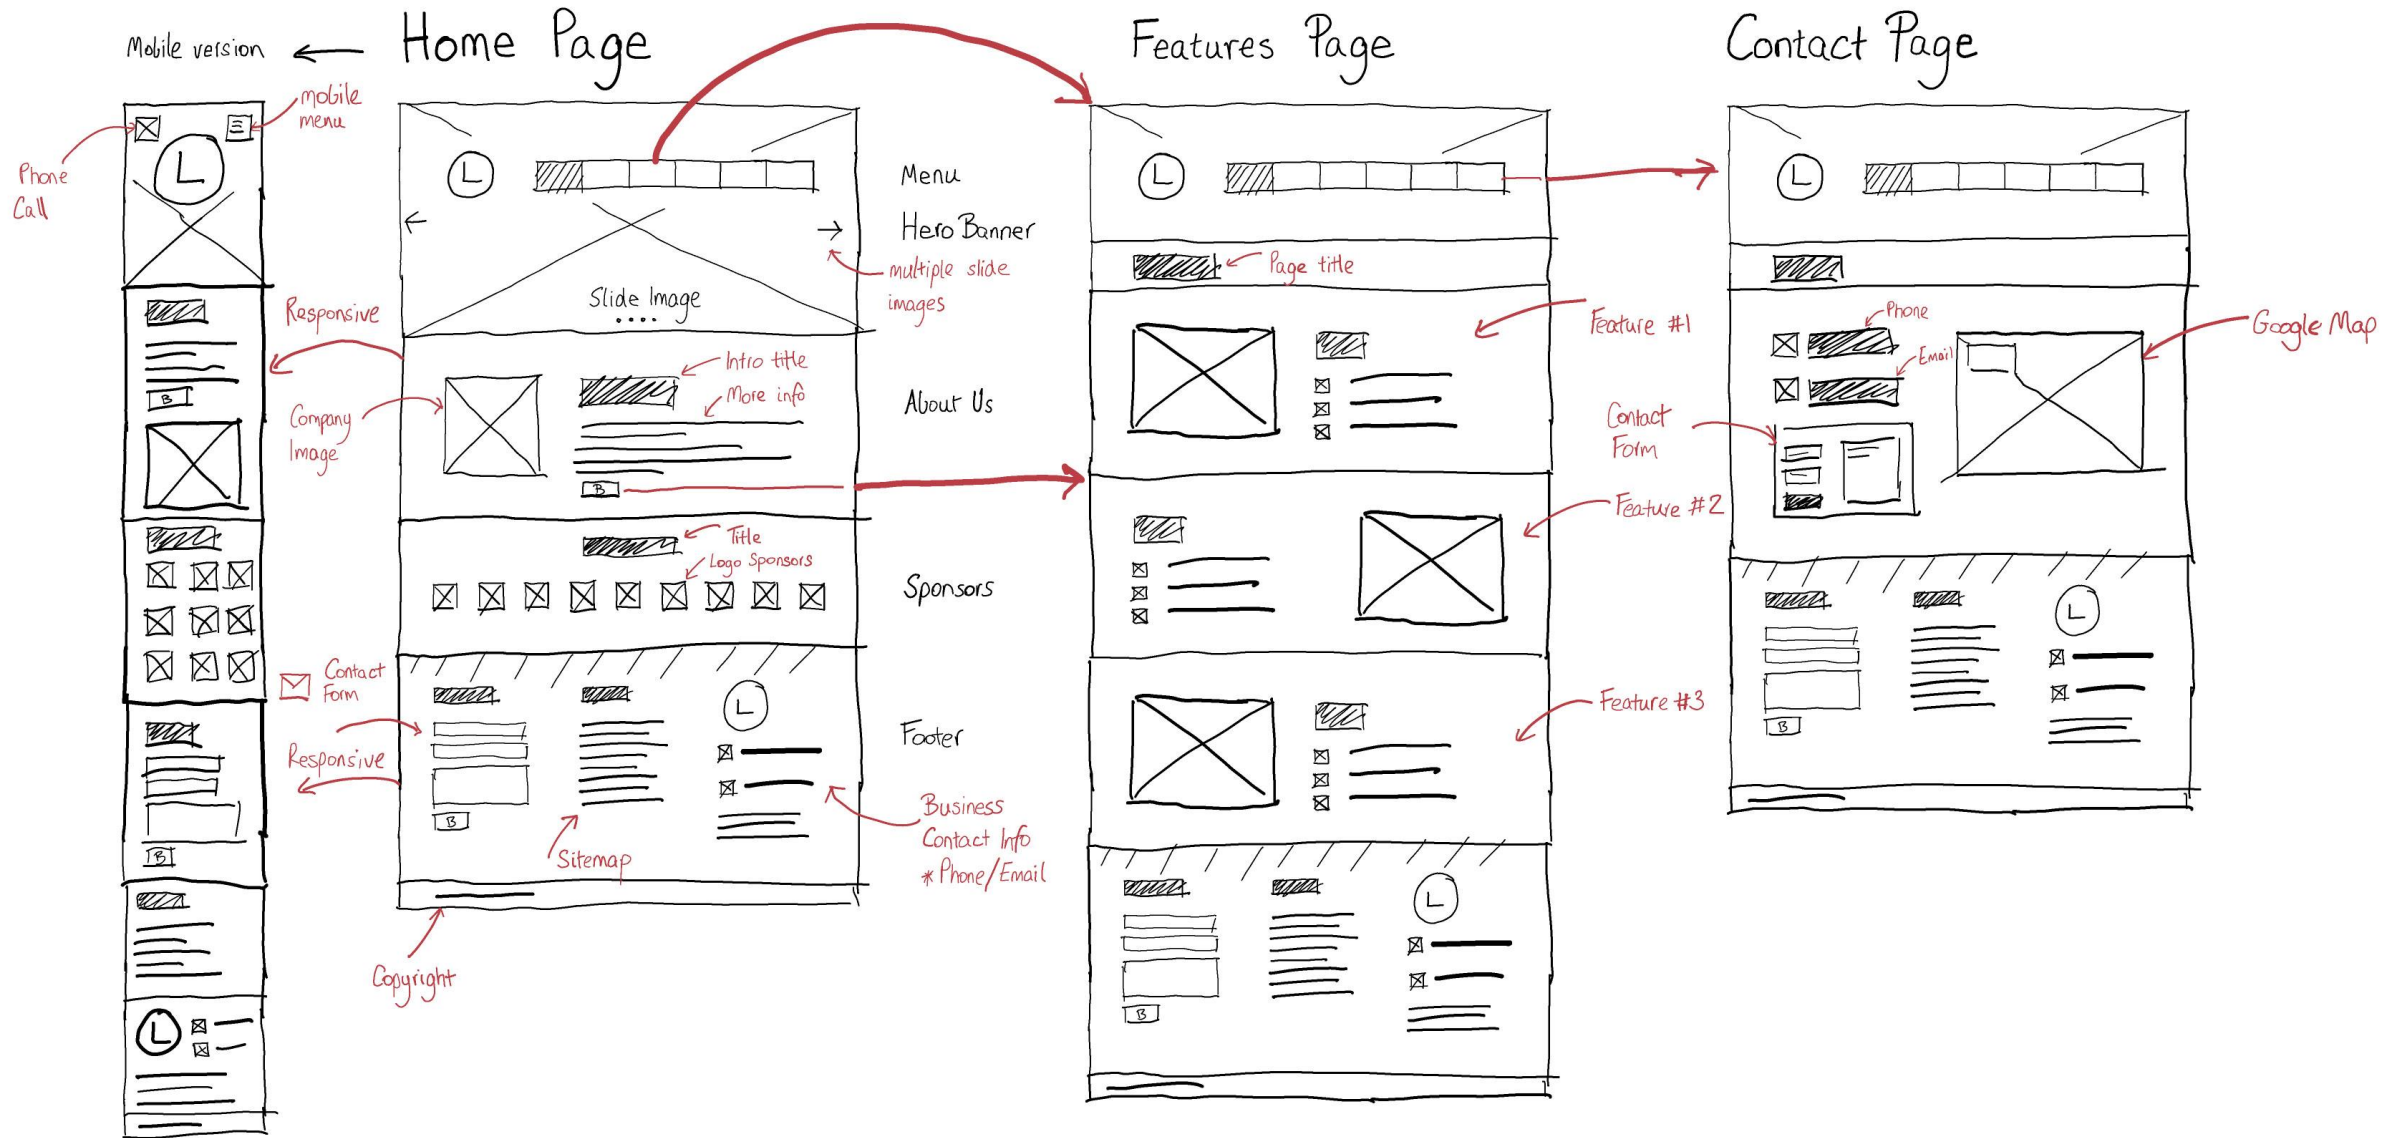 Mobile version
Home Page
Features Page
Contact Page
mobile
menu
Phone
Call
L
Responsive
B
Company
Image
Contact
Form
Responsive
B
L
L
Slide Image
Intro title
More info
B
Title
Logo Sponsors
L
B
Sitemap
Copyright
Menu
Hero Banner
multiple slide
images
About Us
Sponsors
Footer
Business
Contact Info
* Phone/Email
L
Page title
Feature #1
Feature #2
Feature #3
L
B
L
Phone
Email
Google Map
Contact
Form
L
B